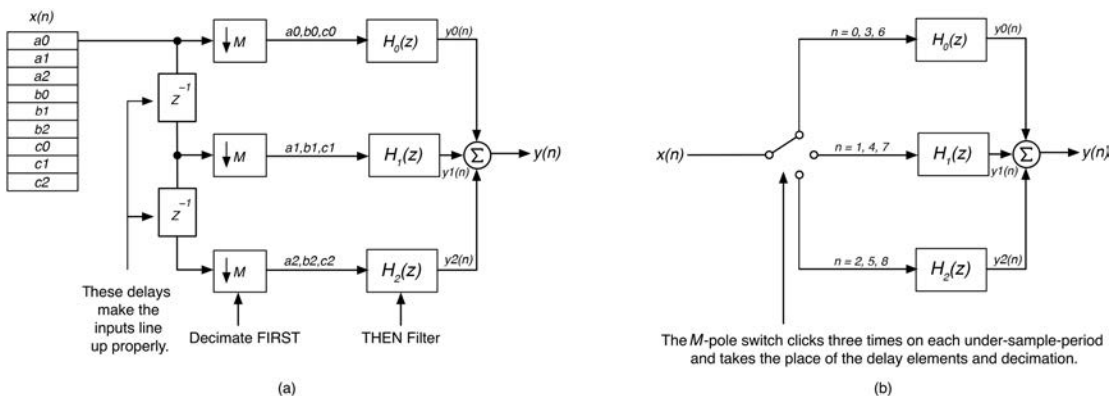 x(n)
a0
a1
a2
b0
b1
b2
c0
c1
c2
Z⁻¹
Z⁻¹
↓ M
a0,b0,c0
H₀(z)
y0(n)
↓ M
a1,b1,c1
H₁(z)
y1(n)
Σ
y(n)
↓ M
a2,b2,c2
H₂(z)
y2(n)
These delays
make the
inputs line
up properly.
Decimate FIRST
THEN Filter
(a)
x(n)
n = 0, 3, 6
H₀(z)
y0(n)
n = 1, 4, 7
H₁(z)
y1(n)
Σ
y(n)
n = 2, 5, 8
H₂(z)
y2(n)
The M-pole switch clicks three times on each under-sample-period
and takes the place of the delay elements and decimation.
(b)